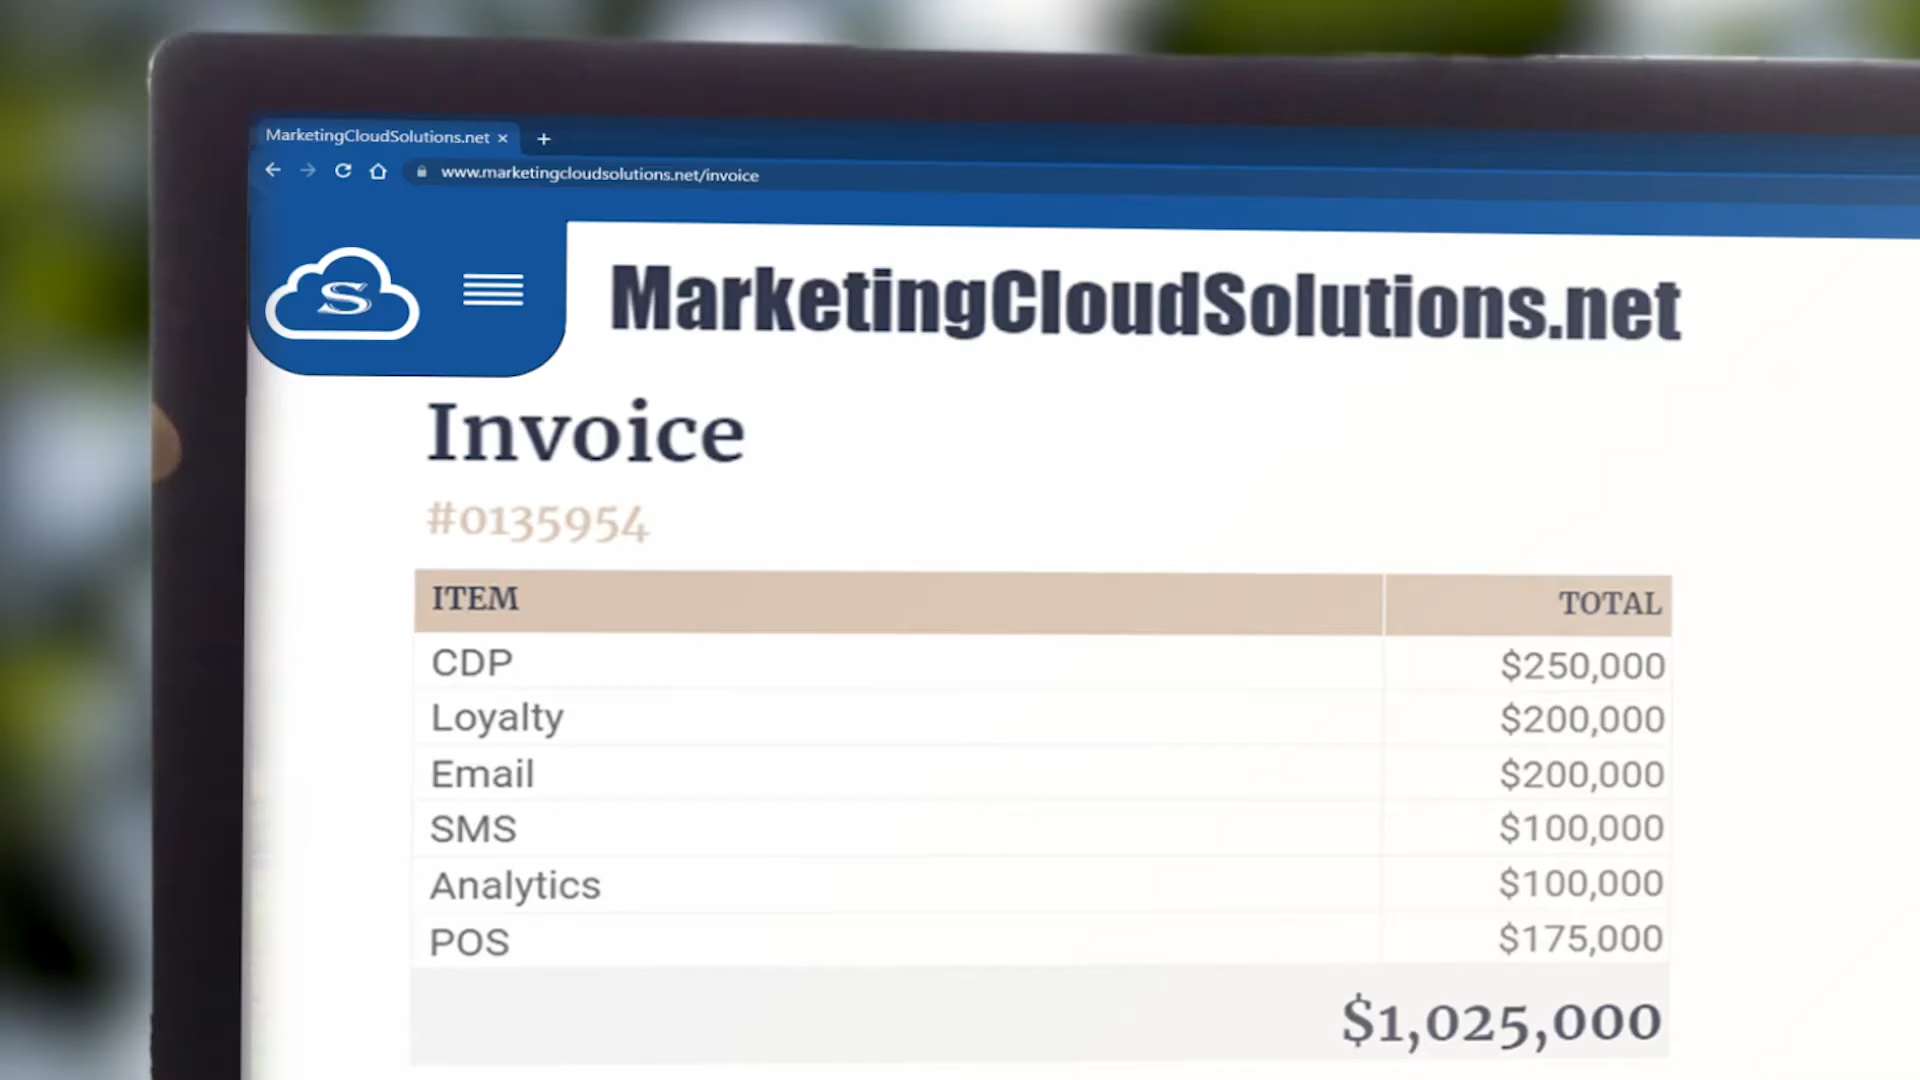 MarketingCloudSolutions.net
www.marketingcloudsolutions.net/invoice
S
MarketingCloudSolutions.net
Invoice
#0135954
ITEM TOTAL
CDP $250,000
Loyalty $200,000
Email $200,000
SMS $100,000
Analytics $100,000
POS $175,000
$1,025,000